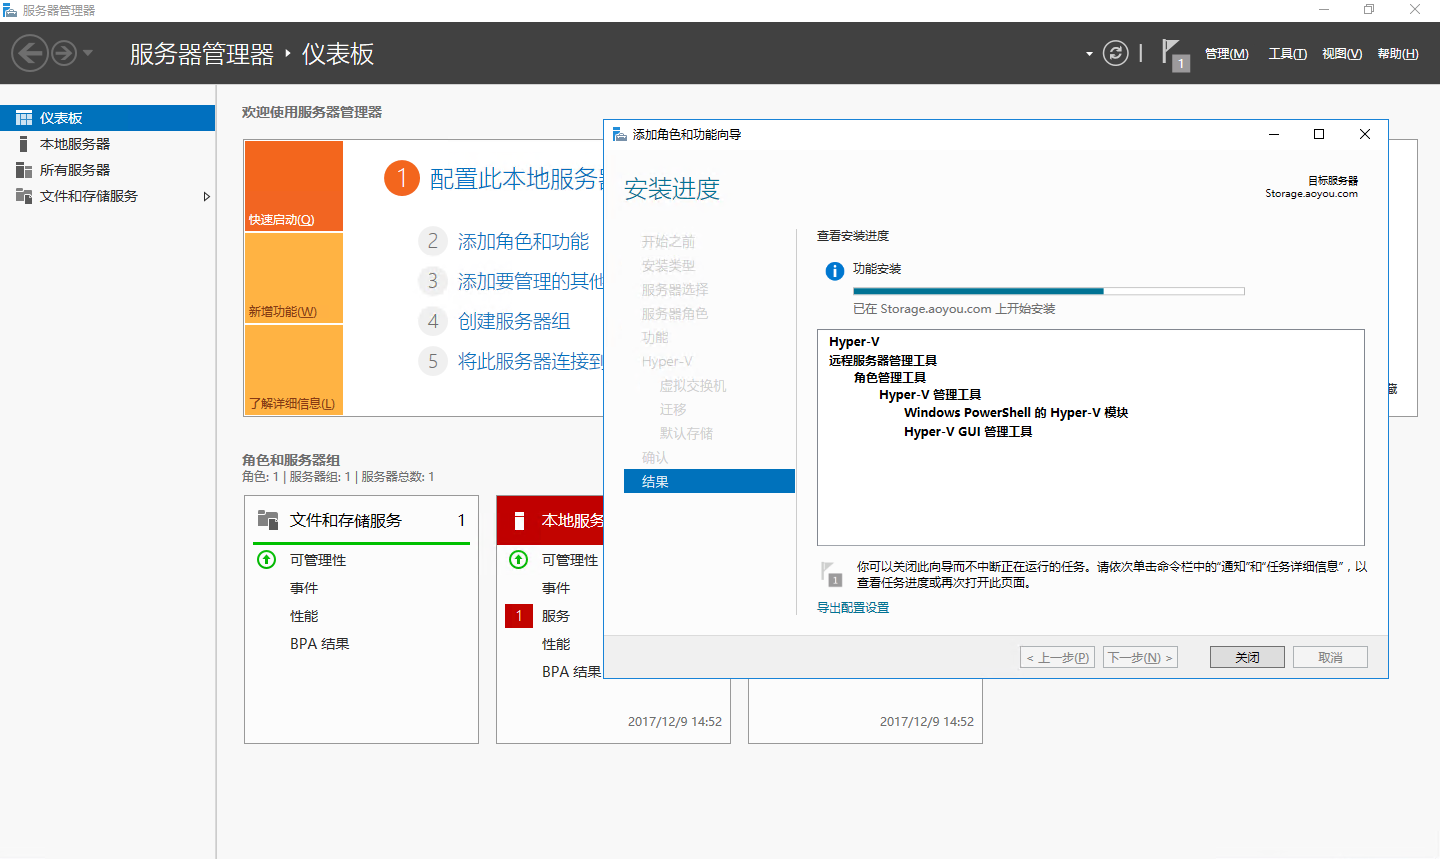 服务器管理器
服务器管理器 ‣ 仪表板
1
管理(M)
工具(T)
视图(V)
帮助(H)
仪表板
本地服务器
所有服务器
文件和存储服务
欢迎使用服务器管理器
快速启动(Q)
新增功能(W)
了解详细信息(L)
1 配置此本地服务
2 添加角色和功能
3 添加要管理的其他
4 创建服务器组
5 将此服务器连接到
藏
角色和服务器组
角色: 1 | 服务器组: 1 | 服务器总数: 1
文件和存储服务 1
可管理性
事件
性能
BPA 结果
本地服务
可管理性
事件
1 服务
性能
BPA 结果
2017/12/9 14:52
2017/12/9 14:52
添加角色和功能向导
安装进度
目标服务器
Storage.aoyou.com
开始之前
安装类型
服务器选择
服务器角色
功能
Hyper-V
虚拟交换机
迁移
默认存储
确认
结果
查看安装进度
功能安装
已在 Storage.aoyou.com 上开始安装
Hyper-V
远程服务器管理工具
角色管理工具
Hyper-V 管理工具
Windows PowerShell 的 Hyper-V 模块
Hyper-V GUI 管理工具
1
你可以关闭此向导而不中断正在运行的任务。请依次单击命令栏中的“通知”和“任务详细信息”，以
查看任务进度或再次打开此页面。
导出配置设置
< 上一步(P)
下一步(N) >
关闭
取消